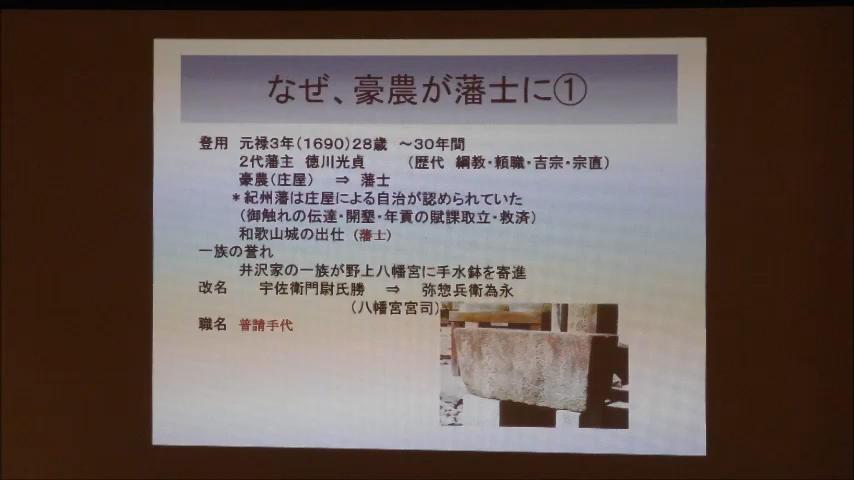 なぜ、豪農が藩士に①
登用 元禄3年(1690)28歳 ～30年間
2代藩主 徳川光貞 (歴代 綱教・頼職・吉宗・宗直)
豪農(庄屋) ⇒ 藩士
＊紀州藩は庄屋による自治が認められていた
(御触れの伝達・開墾・年貢の賦課取立・救済)
和歌山城の出仕 (藩士)
一族の誉れ
井沢家の一族が野上八幡宮に手水鉢を寄進
改名 宇佐衛門尉氏勝 ⇒ 弥惣兵衛為永
(八幡宮宮司)
職名 普請手代